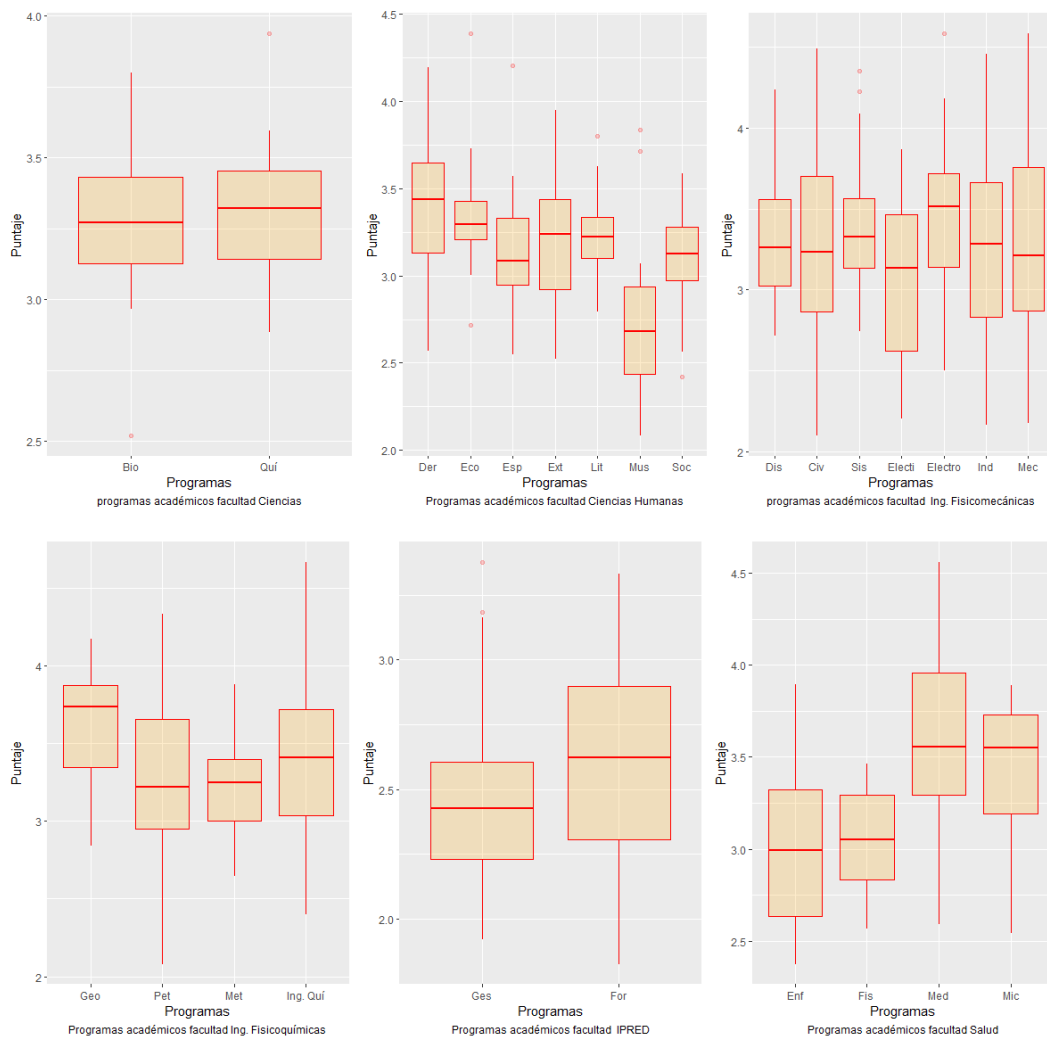 4.0
3.5
3.0
2.5
Puntaje
Bio Quí
Programas
programas académicos facultad Ciencias
4.5
4.0
3.5
3.0
2.5
2.0
Puntaje
Der Eco Esp Ext Lit Mus Soc
Programas
Programas académicos facultad Ciencias Humanas
4
3
2
Puntaje
Dis Civ Sis Electi Electro Ind Mec
Programas
programas académicos facultad Ing. Fisicomecánicas
4
3
2
Puntaje
Geo Pet Met Ing. Quí
Programas
Programas académicos facultad Ing. Fisicoquímicas
3.0
2.5
2.0
Puntaje
Ges For
Programas
Programas académicos facultad IPRED
4.5
4.0
3.5
3.0
2.5
Puntaje
Enf Fis Med Mic
Programas
Programas académicos facultad Salud